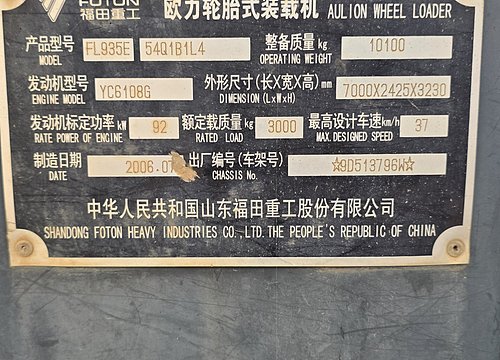 FOTON 欧力轮胎式装载机 AULION WHEEL LOADER
福田重工
产品型号 FL935E 54Q1B1L4 整备质量 kg 10100
MODEL OPERATING WEIGHT
发动机型号 YC6108G 外形尺寸(长X宽X高)mm 7000X2425X3230
ENGINE MODEL DIMENSION (LxWxH)
发动机标定功率 kW 92 额定载质量 kg 3000 最高设计车速km/h 37
RATE POWER OF ENGINE RATED LOAD MAX.DESIGNED SPEED
制造日期 2006.07 出厂编号(车架号) ☆9D513796W☆
DATE CHASSIS No.
中华人民共和国山东福田重工股份有限公司
SHANDONG FOTON HEAVY INDUSTRIES CO.,LTD.THE PEOPLE'S REPUBLIC OF CHINA